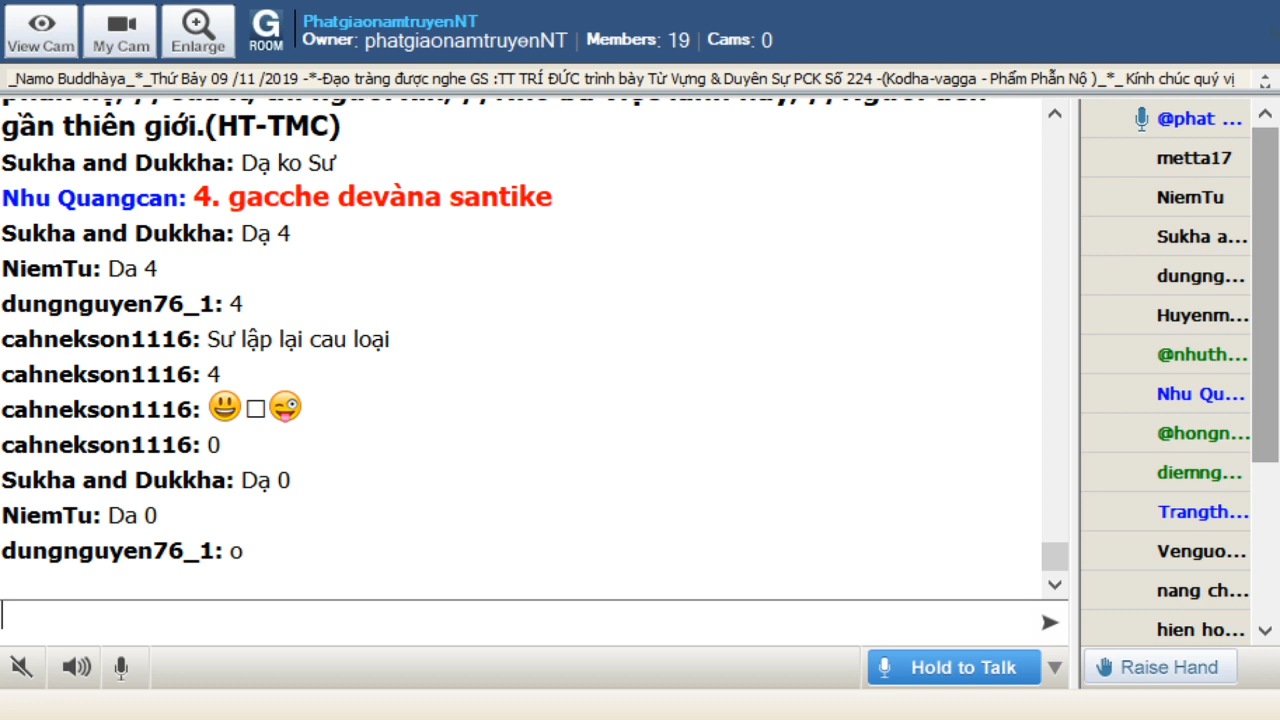 View Cam
My Cam
Enlarge
G
ROOM
PhatgiaonamtruyenNT
Owner: phatgiaonamtruyenNT | Members: 19 | Cams: 0
_Namo Buddhàya_*_Thứ Bảy 09 /11 /2019 -*-Đạo tràng được nghe GS :TT TRÍ ĐỨC trình bày Từ Vựng & Duyên Sự PCK Số 224 -(Kodha-vagga - Phẩm Phẫn Nộ )_*_ Kính chúc quý vị
gần thiên giới.(HT-TMC)
Sukha and Dukkha: Dạ ko Sư
Nhu Quangcan: 4. gacche devàna santike
Sukha and Dukkha: Dạ 4
NiemTu: Da 4
dungnguyen76_1: 4
cahnekson1116: Sư lập lại cau loại
cahnekson1116: 4
cahnekson1116:
cahnekson1116: 0
Sukha and Dukkha: Dạ 0
NiemTu: Da 0
dungnguyen76_1: o
@phat ...
metta17
NiemTu
Sukha a...
dungng...
Huyenm...
@nhuth...
Nhu Qu...
@hongn...
diemng...
Trangth...
Venguo...
nang ch...
hien ho...
Hold to Talk
Raise Hand